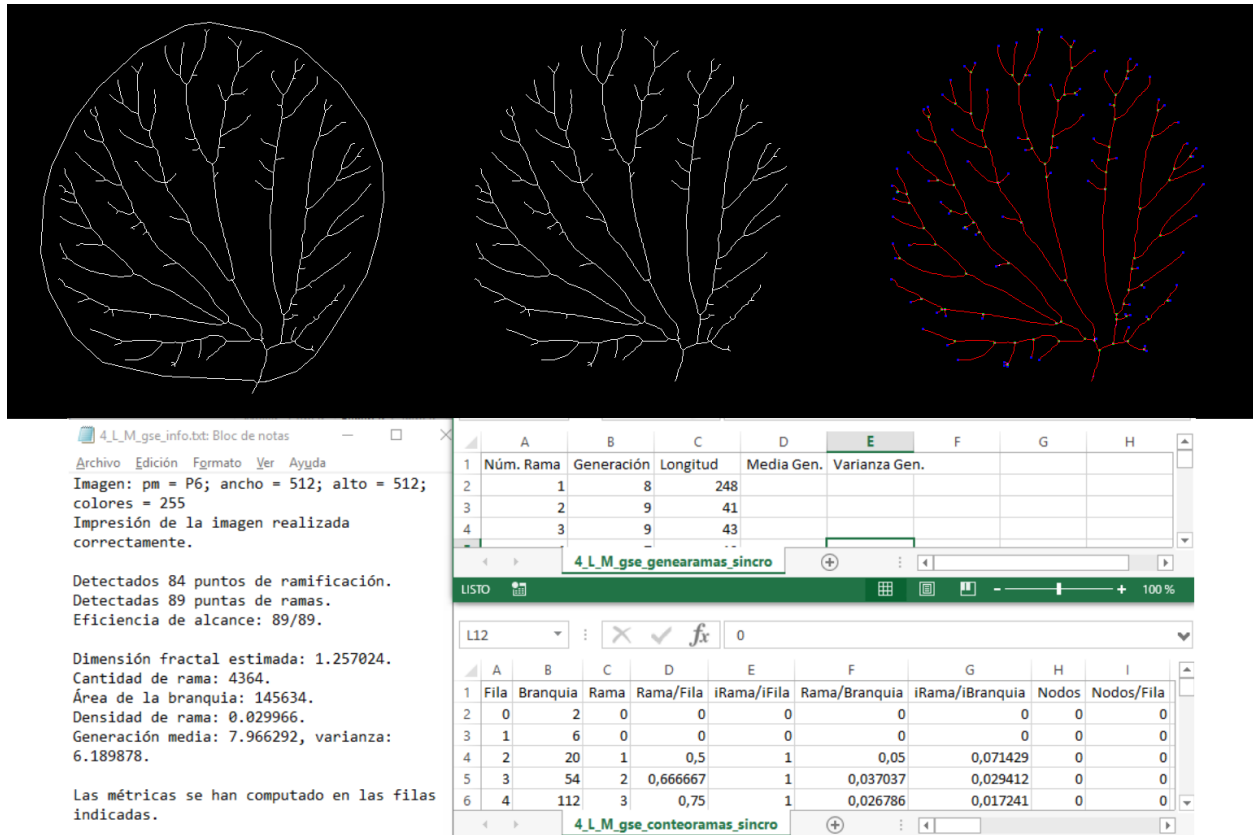 4_L_M_gse_info.txt: Bloc de notas
Archivo Edición Formato Ver Ayuda
Imagen: pm = P6; ancho = 512; alto = 512;
colores = 255
Impresión de la imagen realizada
correctamente.
Detectados 84 puntos de ramificación.
Detectadas 89 puntas de ramas.
Eficiencia de alcance: 89/89.
Dimensión fractal estimada: 1.257024.
Cantidad de rama: 4364.
Área de la branquia: 145634.
Densidad de rama: 0.029966.
Generación media: 7.966292, varianza:
6.189878.
Las métricas se han computado en las filas
indicadas.
A B C D E F G H
1 Núm. Rama Generación Longitud Media Gen. Varianza Gen.
2 1 8 248
3 2 9 41
4 3 9 43
4_L_M_gse_genearamas_sincro
LISTO 100 %
L12 fx 0
A B C D E F G H I
1 Fila Branquia Rama Rama/Fila iRama/iFila Rama/Branquia iRama/iBranquia Nodos Nodos/Fila
2 0 2 0 0 0 0 0 0 0
3 1 6 0 0 0 0 0 0 0
4 2 20 1 0,5 1 0,05 0,071429 0 0
5 3 54 2 0,666667 1 0,037037 0,029412 0 0
6 4 112 3 0,75 1 0,026786 0,017241 0 0
4_L_M_gse_conteoramas_sincro